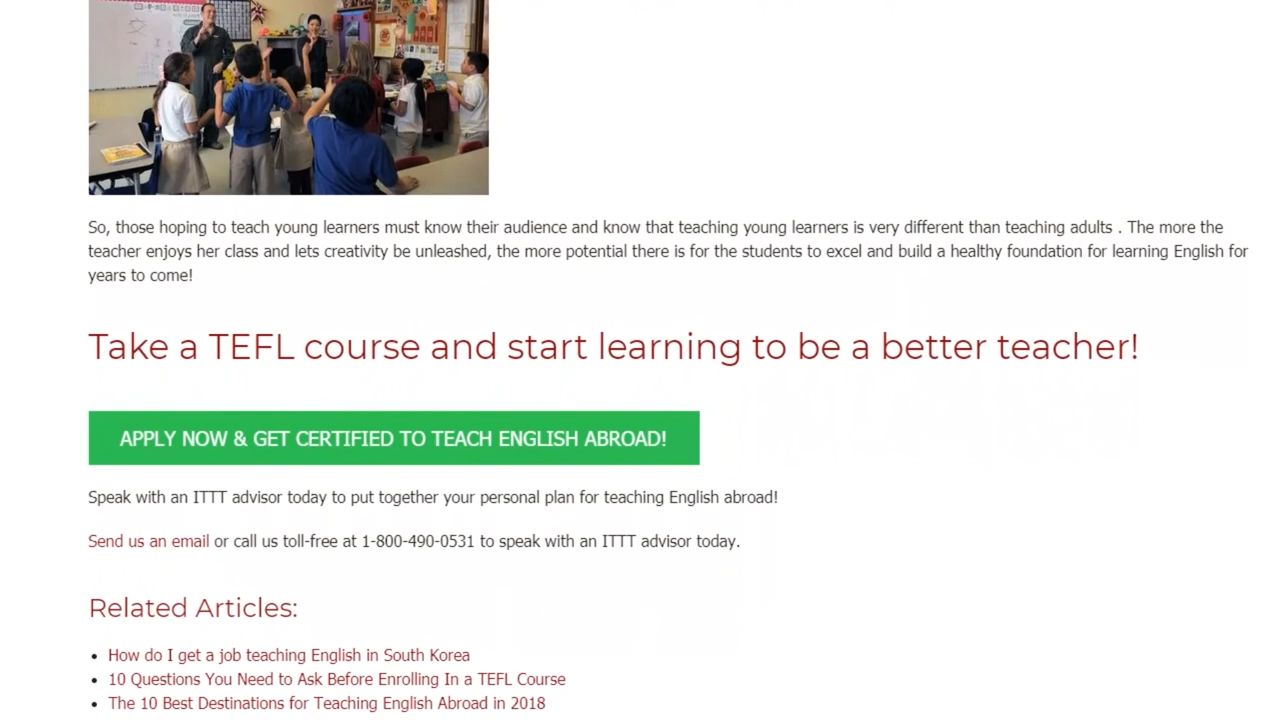 So, those hoping to teach young learners must know their audience and know that teaching young learners is very different than teaching adults . The more the
teacher enjoys her class and lets creativity be unleashed, the more potential there is for the students to excel and build a healthy foundation for learning English for
years to come!
Take a TEFL course and start learning to be a better teacher!
APPLY NOW & GET CERTIFIED TO TEACH ENGLISH ABROAD!
Speak with an ITTT advisor today to put together your personal plan for teaching English abroad!
Send us an email or call us toll-free at 1-800-490-0531 to speak with an ITTT advisor today.
Related Articles:
• How do I get a job teaching English in South Korea
• 10 Questions You Need to Ask Before Enrolling In a TEFL Course
• The 10 Best Destinations for Teaching English Abroad in 2018